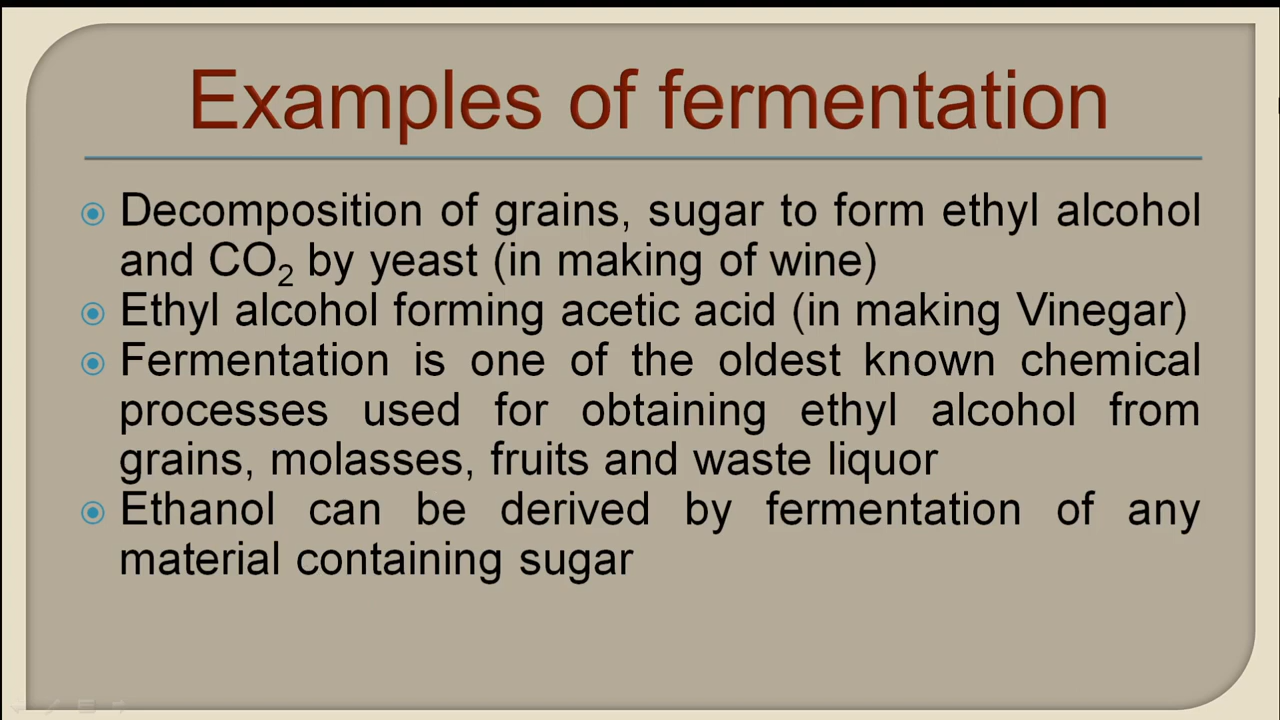 Examples of fermentation
Decomposition of grains, sugar to form ethyl alcohol
and CO₂ by yeast (in making of wine)
Ethyl alcohol forming acetic acid (in making Vinegar)
Fermentation is one of the oldest known chemical
processes used for obtaining ethyl alcohol from
grains, molasses, fruits and waste liquor
Ethanol can be derived by fermentation of any
material containing sugar